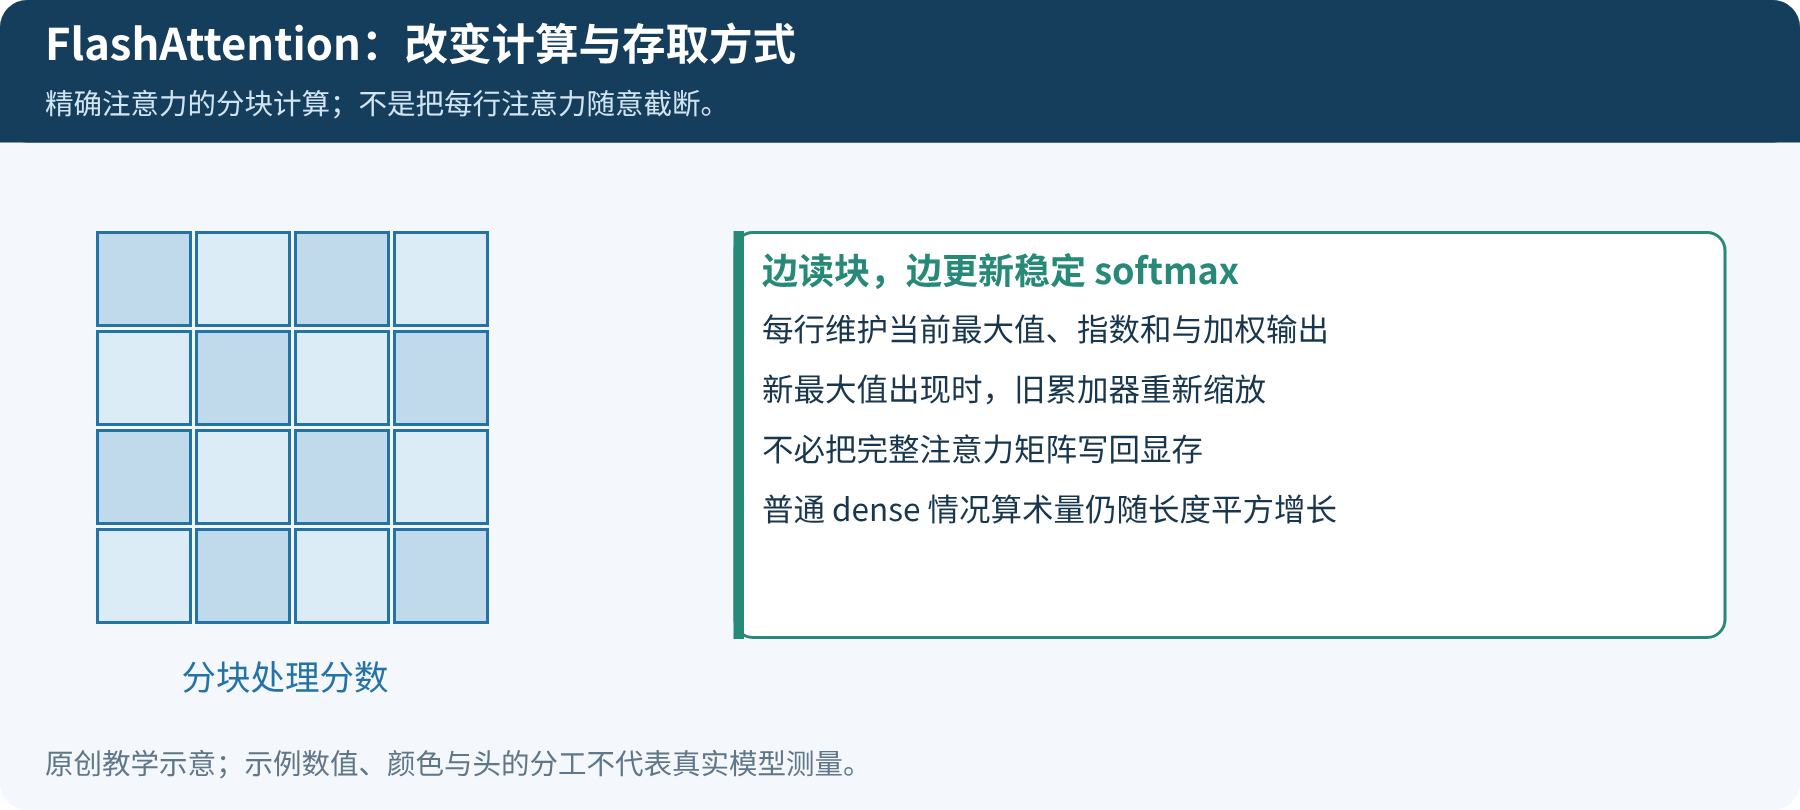 FlashAttention：改变计算与存取方式
精确注意力的分块计算；不是把每行注意力随意截断。
边读块，边更新稳定 softmax
每行维护当前最大值、指数和与加权输出
新最大值出现时，旧累加器重新缩放
不必把完整注意力矩阵写回显存
普通 dense 情况算术量仍随长度平方增长
分块处理分数
原创教学示意；示例数值、颜色与头的分工不代表真实模型测量。